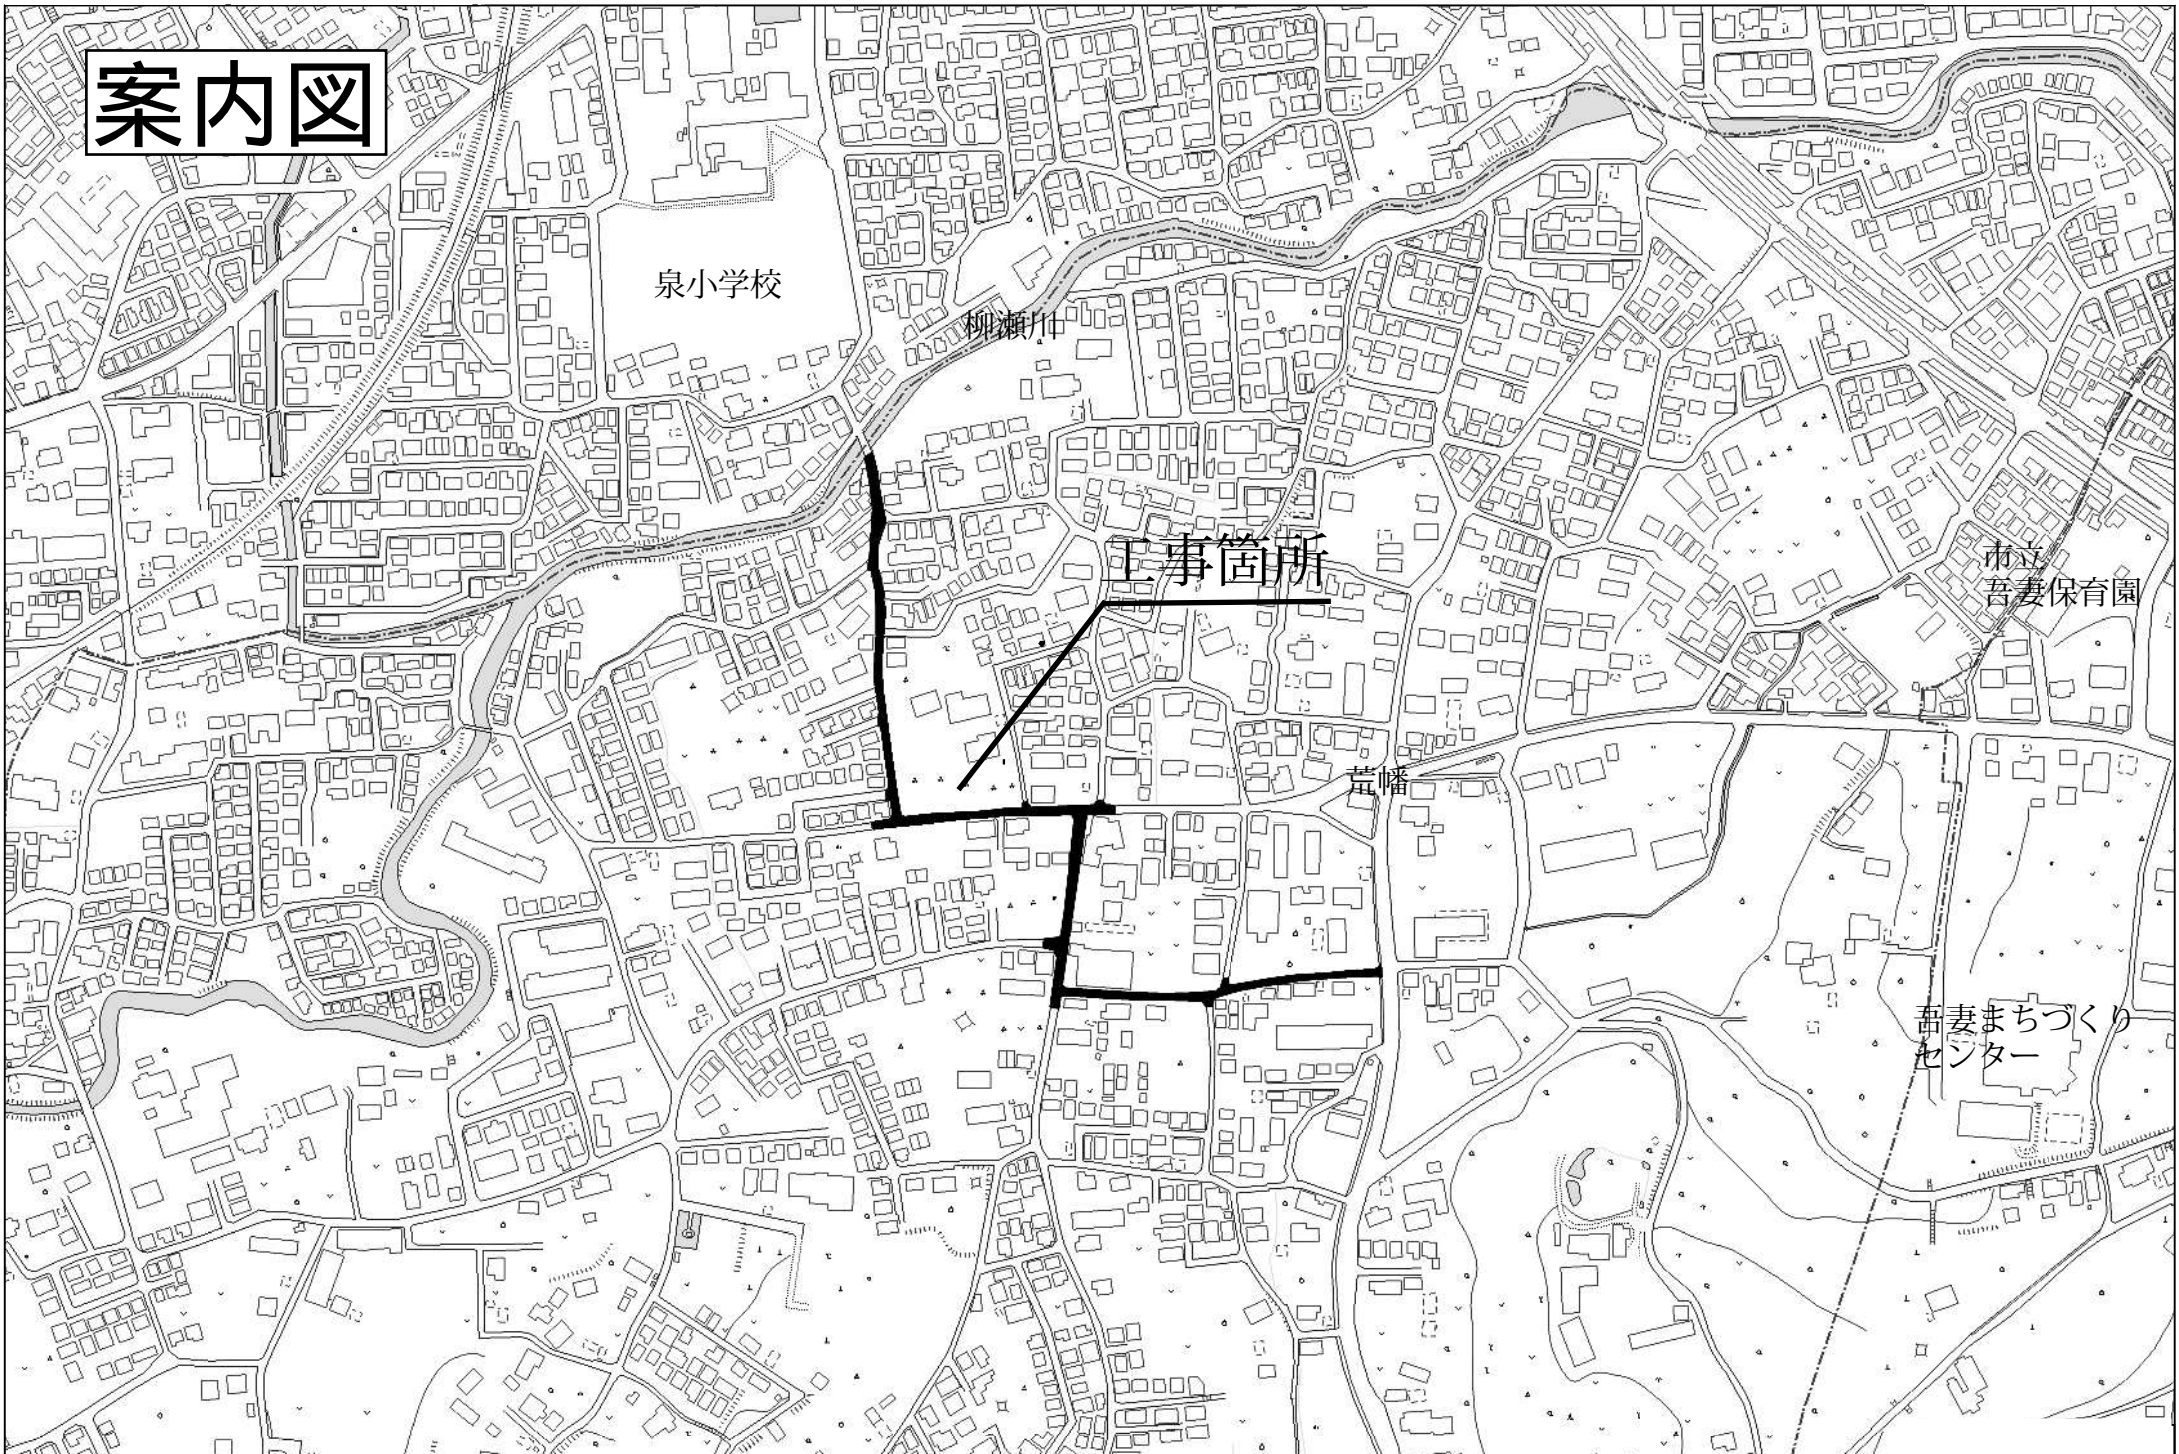 案内図
泉小学校
柳瀬川
工事箇所
市立
吾妻保育園
荒幡
吾妻まちづくり
センター